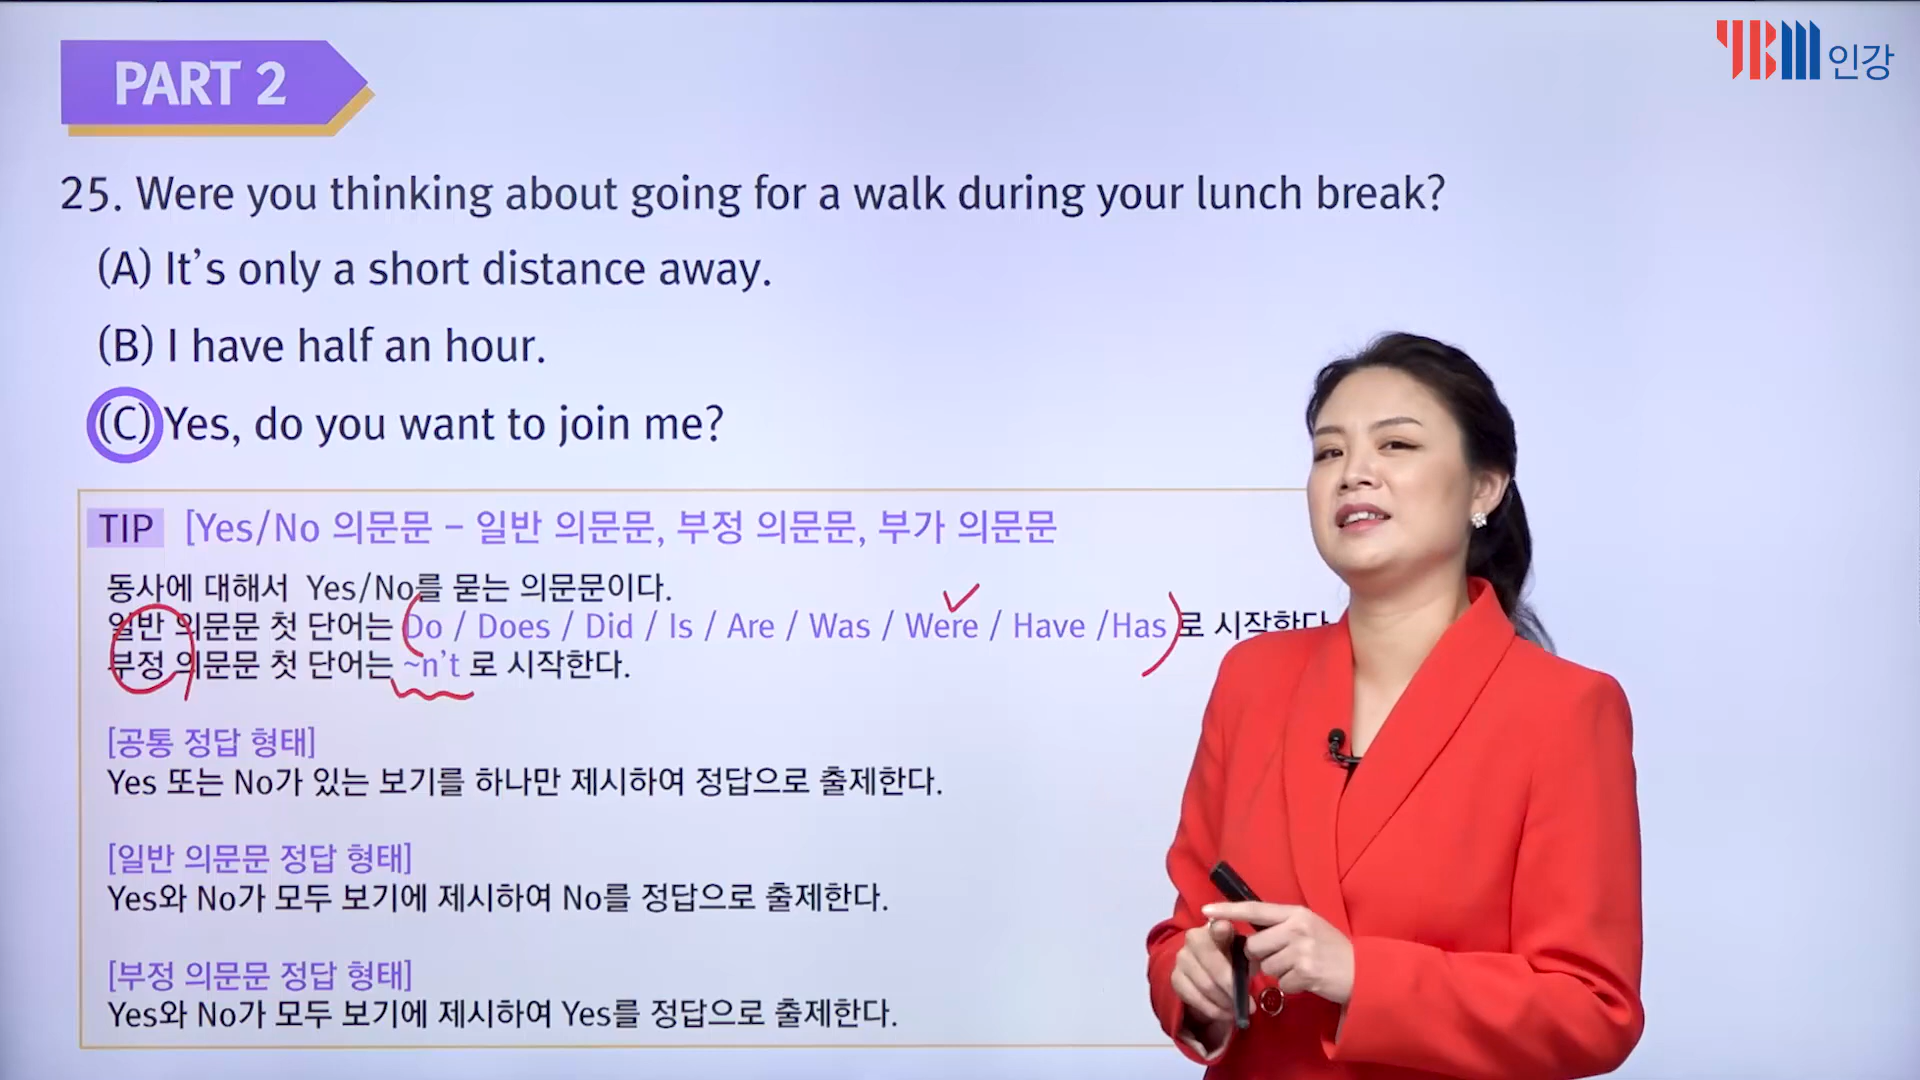 PART 2
YBM 인강
25. Were you thinking about going for a walk during your lunch break?
(A) It's only a short distance away.
(B) I have half an hour.
(C) Yes, do you want to join me?
TIP [Yes/No 의문문 – 일반 의문문, 부정 의문문, 부가 의문문
동사에 대해서 Yes/No를 묻는 의문문이다.
일반 의문문 첫 단어는 Do / Does / Did / Is / Are / Was / Were / Have /Has 로 시작한다.
부정 의문문 첫 단어는 ~n't 로 시작한다.
[공통 정답 형태]
Yes 또는 No가 있는 보기를 하나만 제시하여 정답으로 출제한다.
[일반 의문문 정답 형태]
Yes와 No가 모두 보기에 제시하여 No를 정답으로 출제한다.
[부정 의문문 정답 형태]
Yes와 No가 모두 보기에 제시하여 Yes를 정답으로 출제한다.